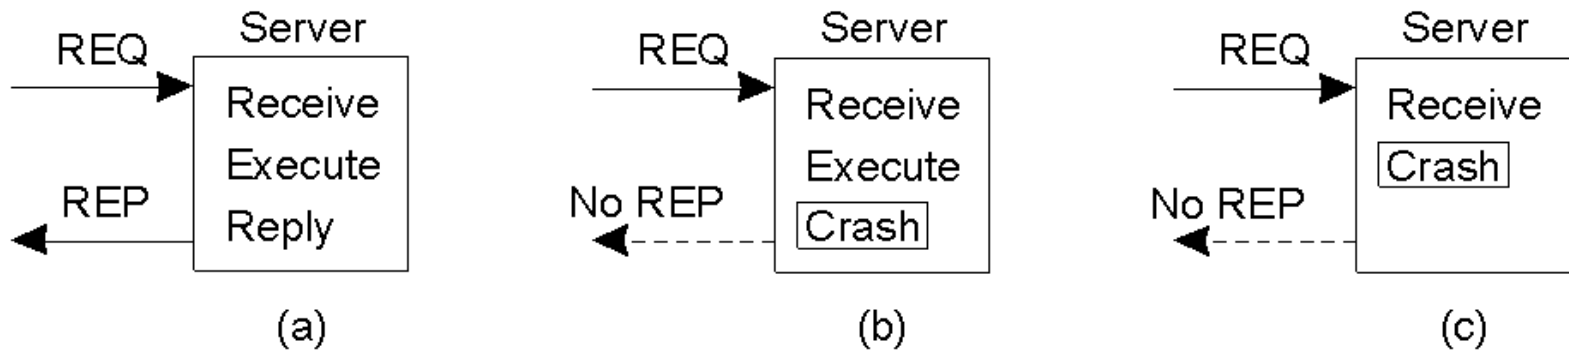 Server
REQ
Receive
Execute
REP
Reply
(a)
Server
REQ
Receive
Execute
No REP
Crash
(b)
Server
REQ
Receive
Crash
No REP
(c)